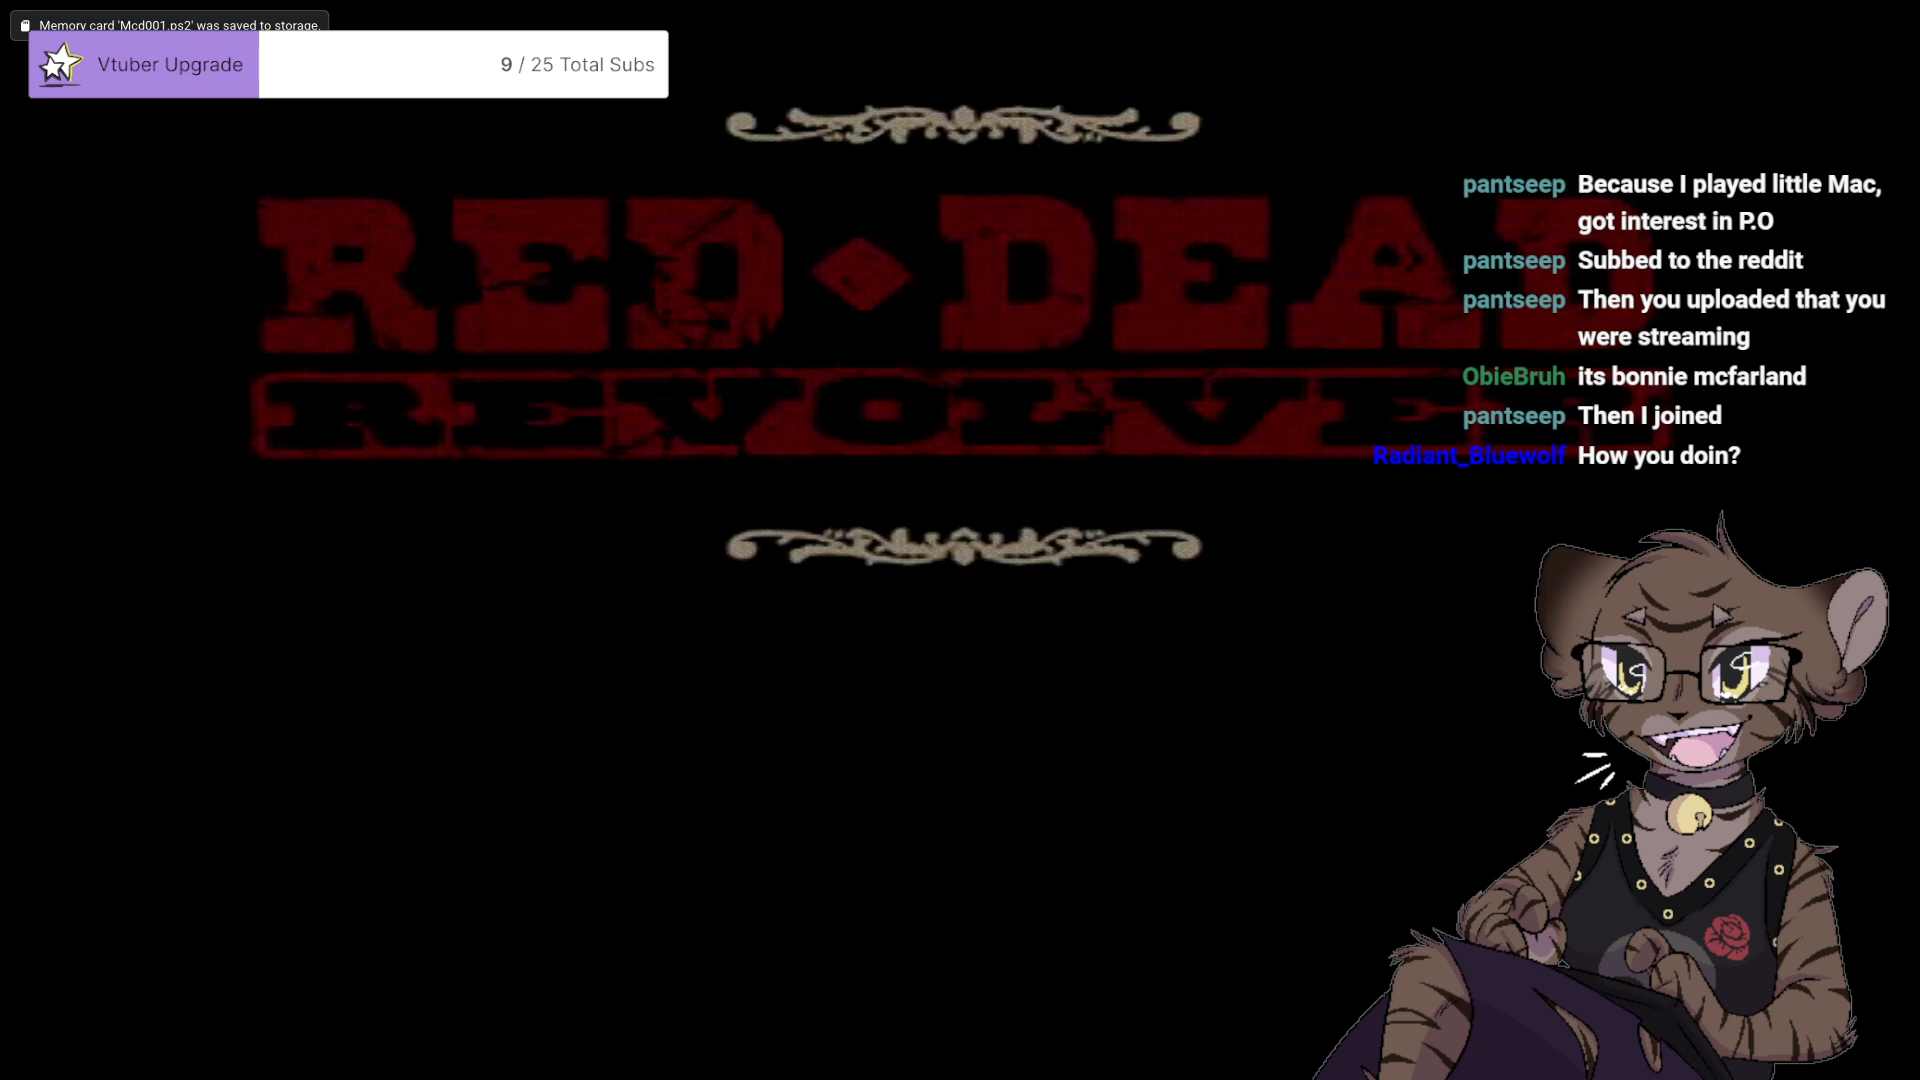 Memory card 'Mcd001.ps2' was saved to storage.
Vtuber Upgrade
9 / 25 Total Subs
RED DEAD
REVOLVER
pantseep Because I played little Mac,
got interest in P.O
pantseep Subbed to the reddit
pantseep Then you uploaded that you
were streaming
ObieBruh its bonnie mcfarland
pantseep Then I joined
Radiant_Bluewolf How you doin?